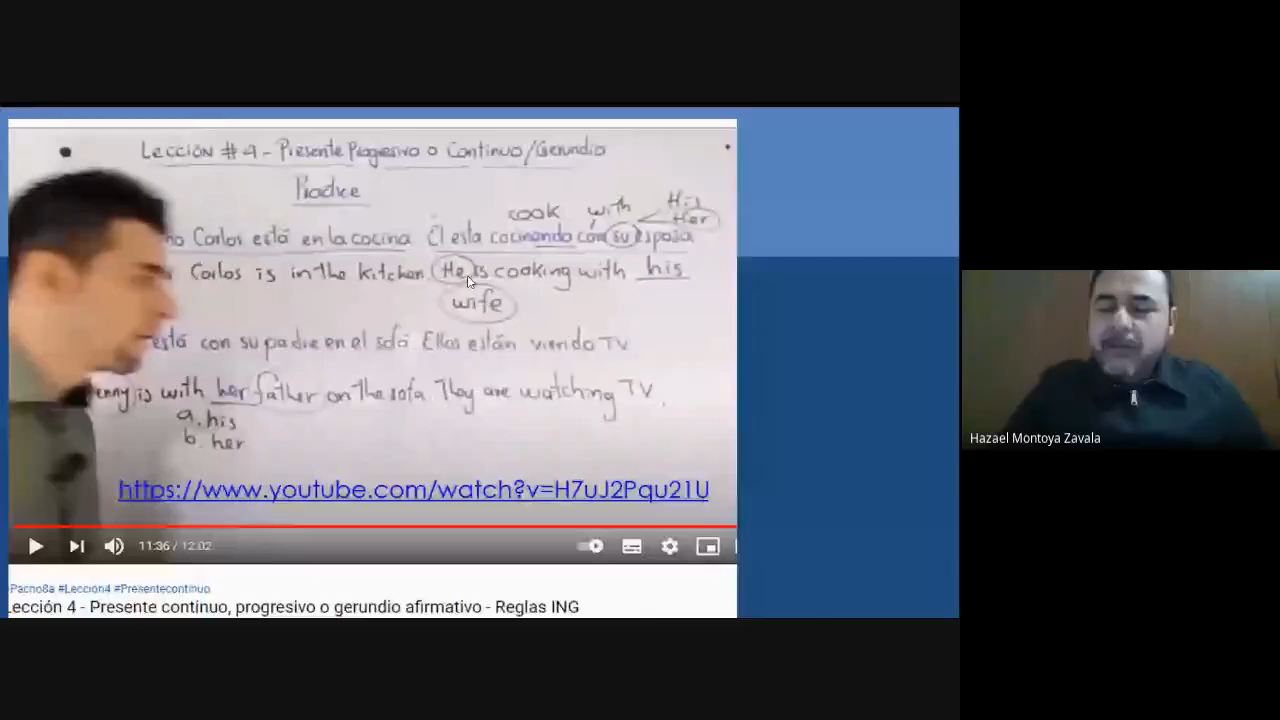 Lección #4 - Presente Progresivo o Continuo/Gerundio
Practice
cook with His
Her
no Carlos está en la cocina Él esta cocinando con su esposa
Carlos is in the kitchen He is cooking with his
wife
está con su padre en el sofá Ellos están viendo TV
enny is with her father on the sofa. They are watching TV.
a. his
b. her
https://www.youtube.com/watch?v=H7uJ2Pqu21U
11:36 / 12:02
Hazael Montoya Zavala
#Lección4 #Presentecontinuo
Lección 4 - Presente contínuo, progresivo o gerundio afirmativo - Reglas ING